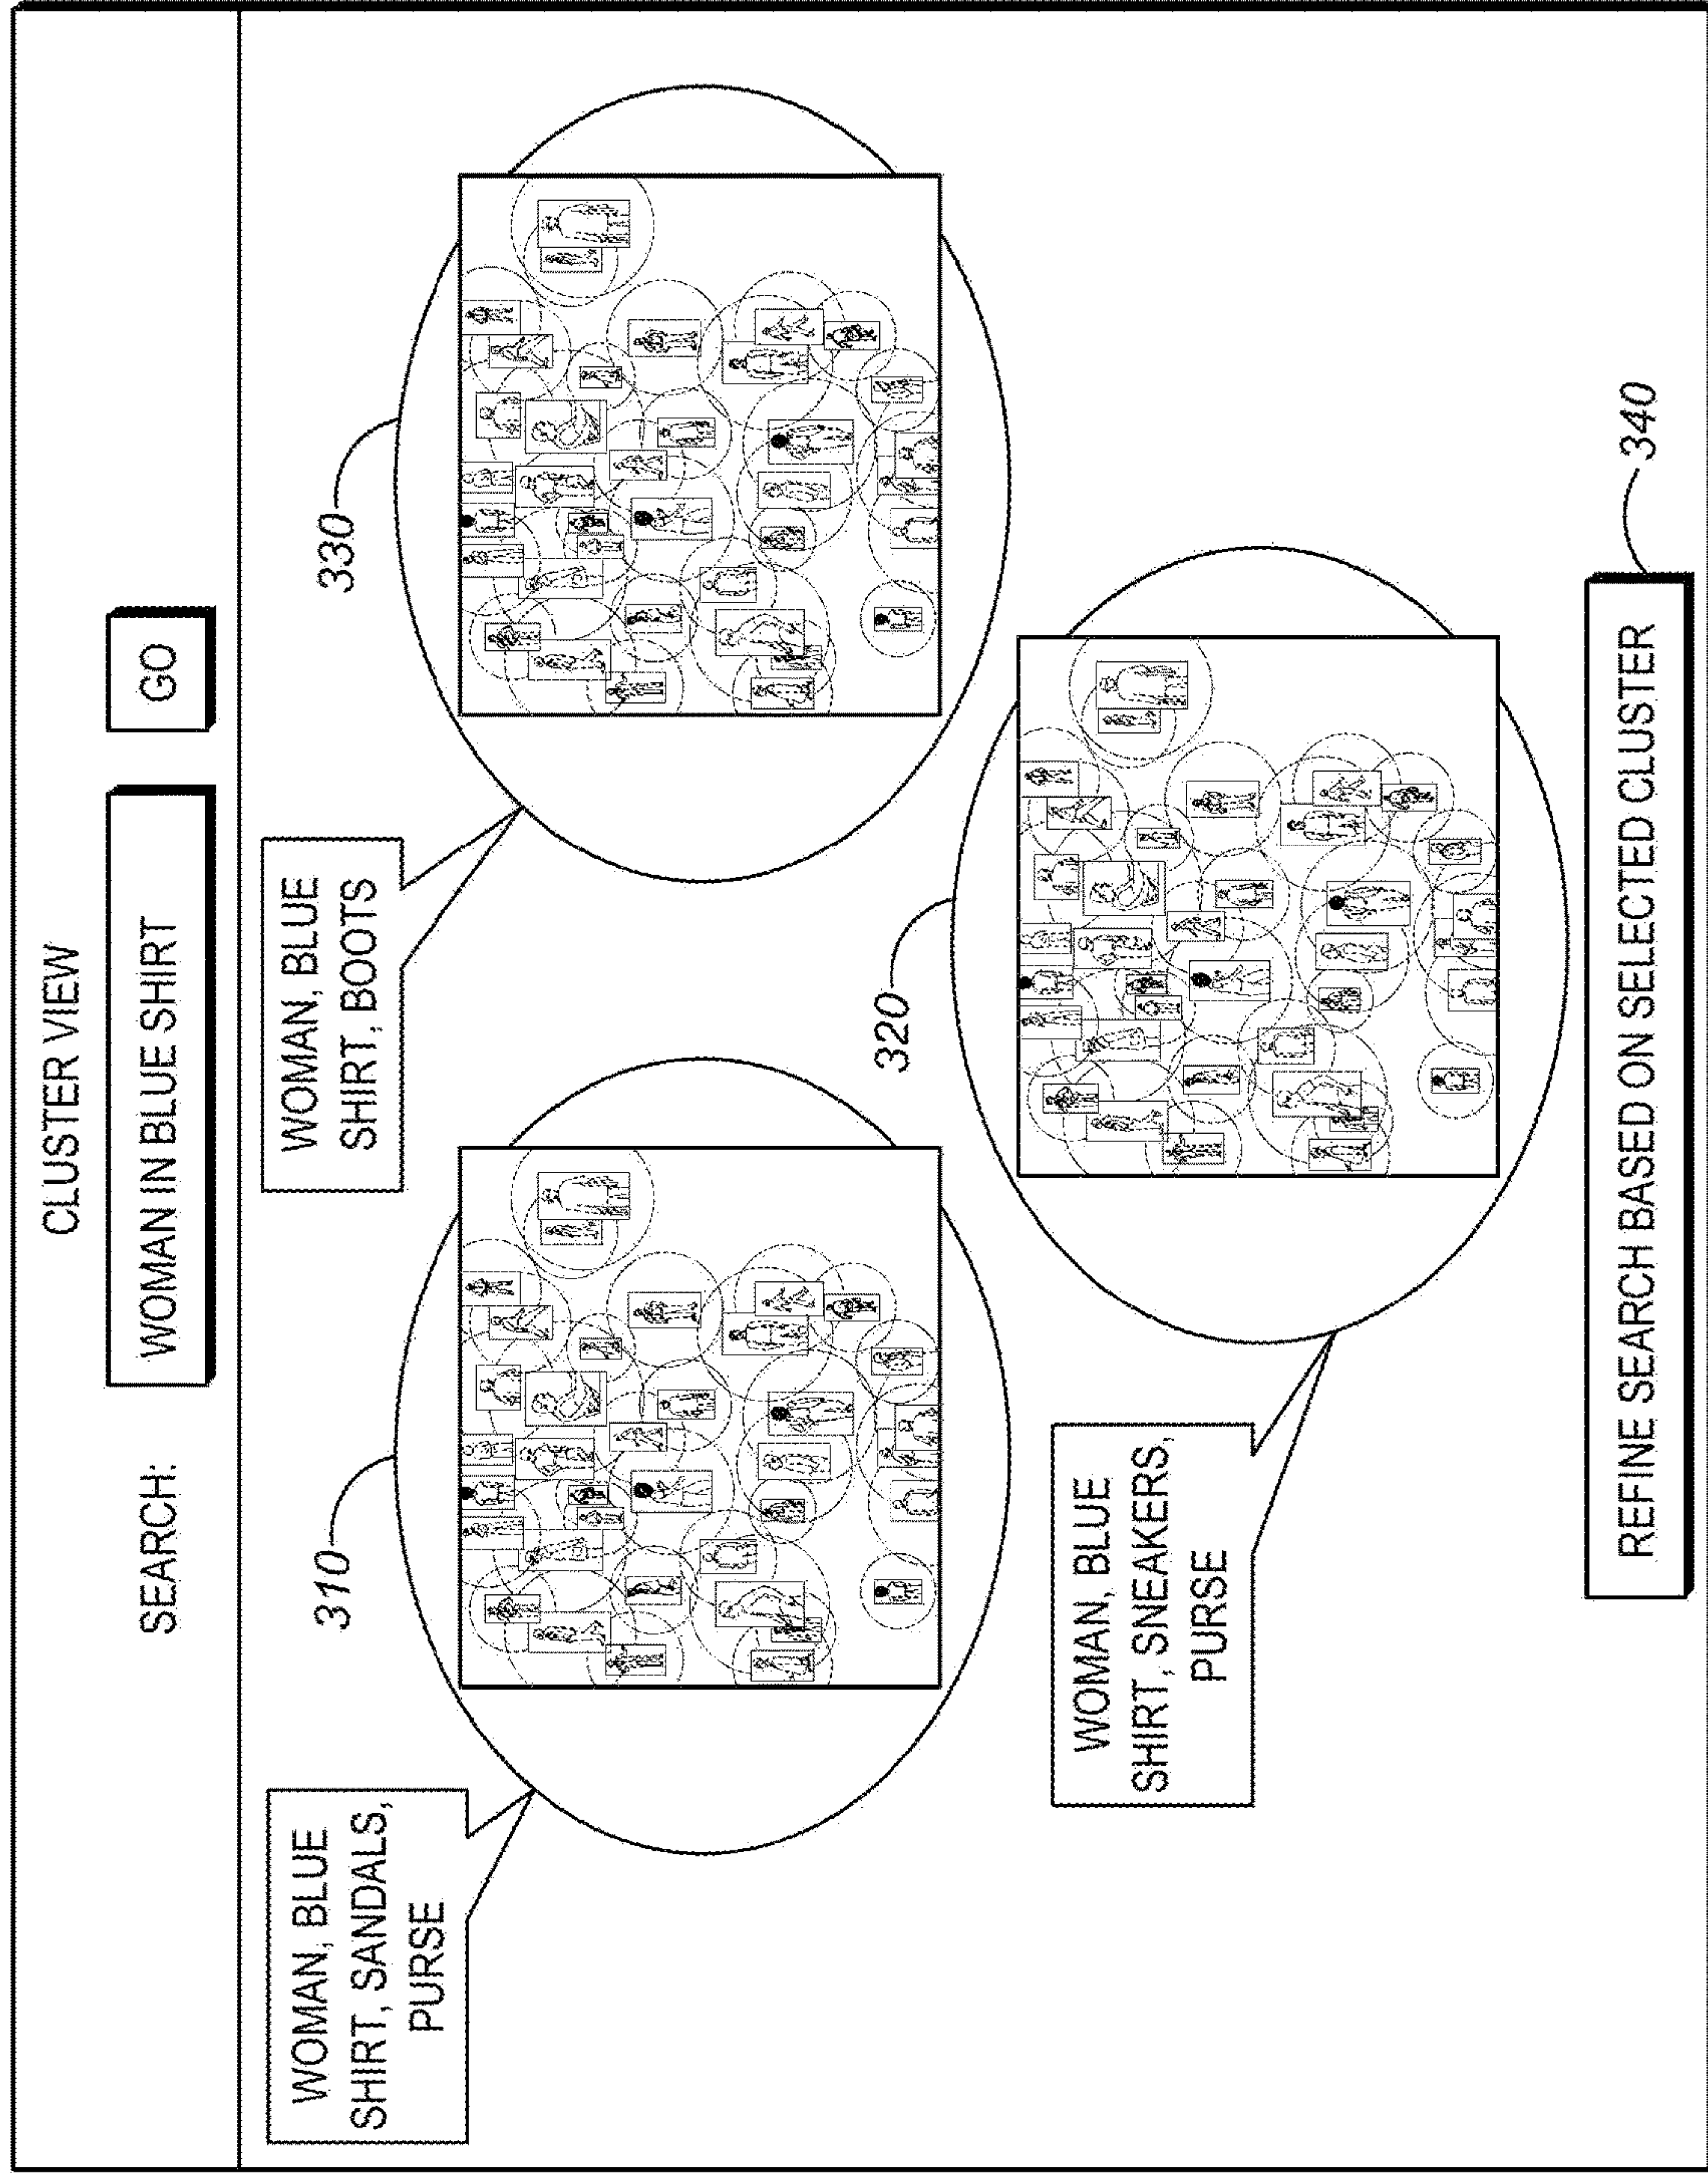 CLUSTER VIEW
SEARCH: WOMAN IN BLUE SHIRT GO
WOMAN, BLUE
SHIRT, SANDALS,
PURSE
310
WOMAN, BLUE
SHIRT, BOOTS
330
WOMAN, BLUE
SHIRT, SNEAKERS,
PURSE
320
REFINE SEARCH BASED ON SELECTED CLUSTER
340